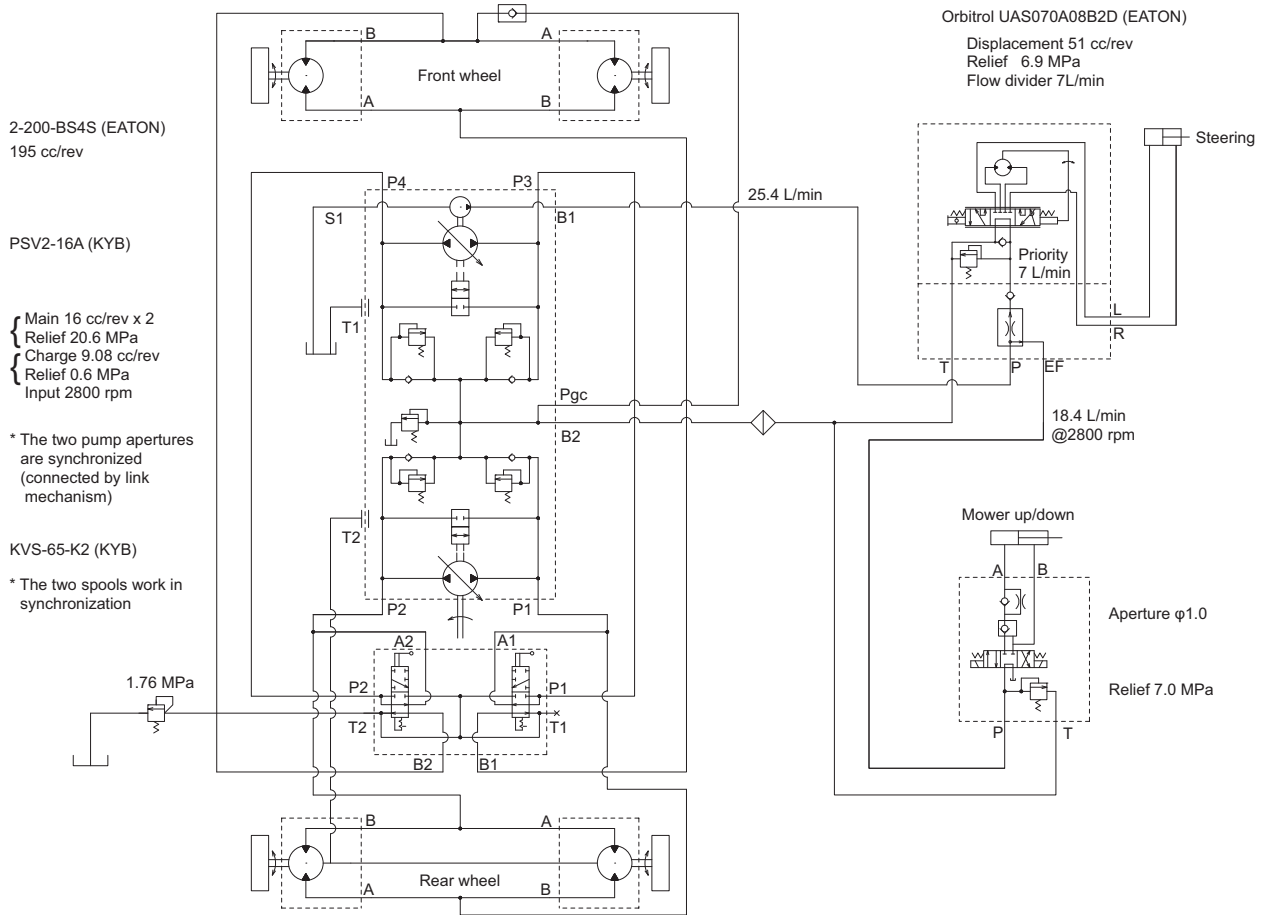 Orbitrol UAS070A08B2D (EATON)
Displacement 51 cc/rev
Relief 6.9 MPa
Flow divider 7L/min
B
A
Front wheel
A
B
2-200-BS4S (EATON)
195 cc/rev
Steering
P4
P3
25.4 L/min
S1
B1
PSV2-16A (KYB)
Priority
7 L/min
{ Main 16 cc/rev x 2
Relief 20.6 MPa
{ Charge 9.08 cc/rev
Relief 0.6 MPa
Input 2800 rpm
T1
L
R
T
P
EF
Pgc
B2
18.4 L/min
@2800 rpm
* The two pump apertures
are synchronized
(connected by link
mechanism)
T2
Mower up/down
KVS-65-K2 (KYB)
* The two spools work in
synchronization
A
B
P2
P1
Aperture φ1.0
A2
A1
1.76 MPa
P2
P1
Relief 7.0 MPa
T2
T1
P
T
B2
B1
B
A
Rear wheel
A
B